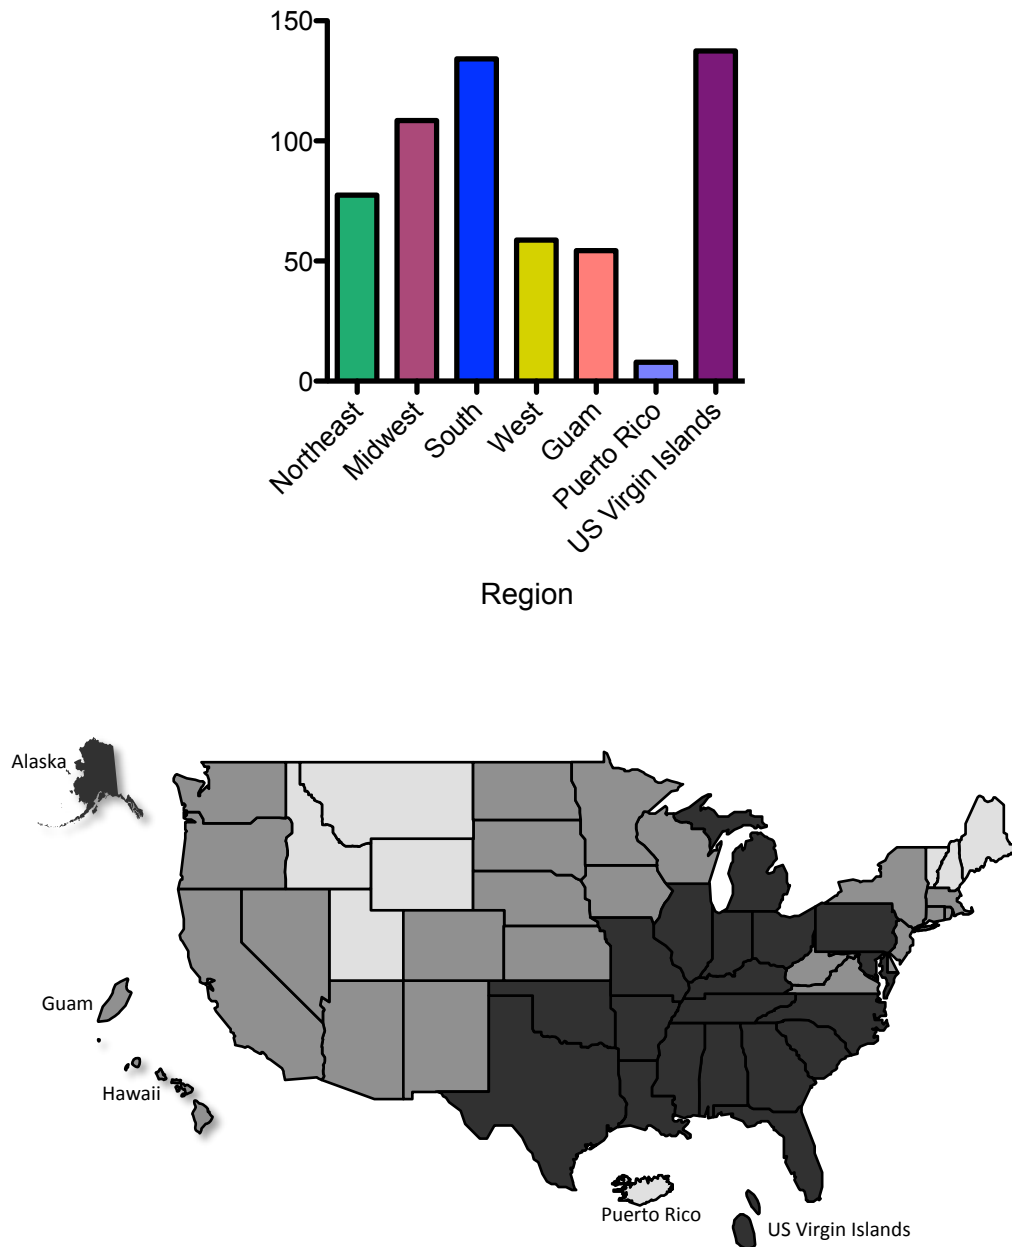 150
100
50
0
Northeast
Midwest
South
West
Guam
Puerto Rico
US Virgin Islands
Region
Alaska
Guam
Hawaii
Puerto Rico
US Virgin Islands